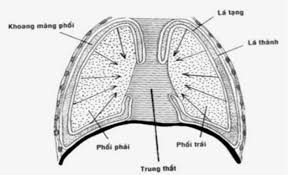 Khoang màng phổi
Lá tạng
Lá thành
Phổi phải
Phổi trái
Trung thất